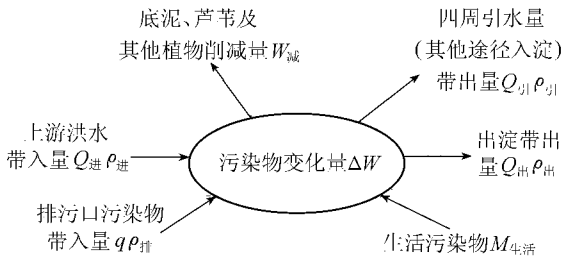 底泥、芦苇及
其他植物削减量W减
四周引水量
(其他途径入淀)
带出量Q引ρ引
上游洪水
带入量Q进ρ进
污染物变化量ΔW
出淀带出
量Q出ρ出
排污口污染物
带入量qρ排
生活污染物M生活